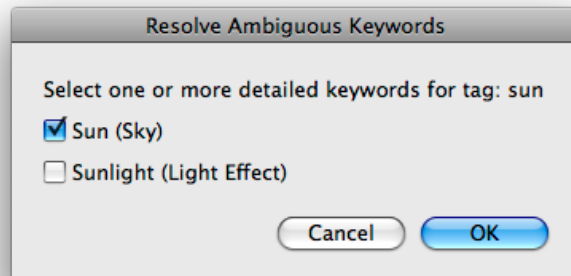 Resolve Ambiguous Keywords
Select one or more detailed keywords for tag: sun
Sun (Sky)
Sunlight (Light Effect)
Cancel OK